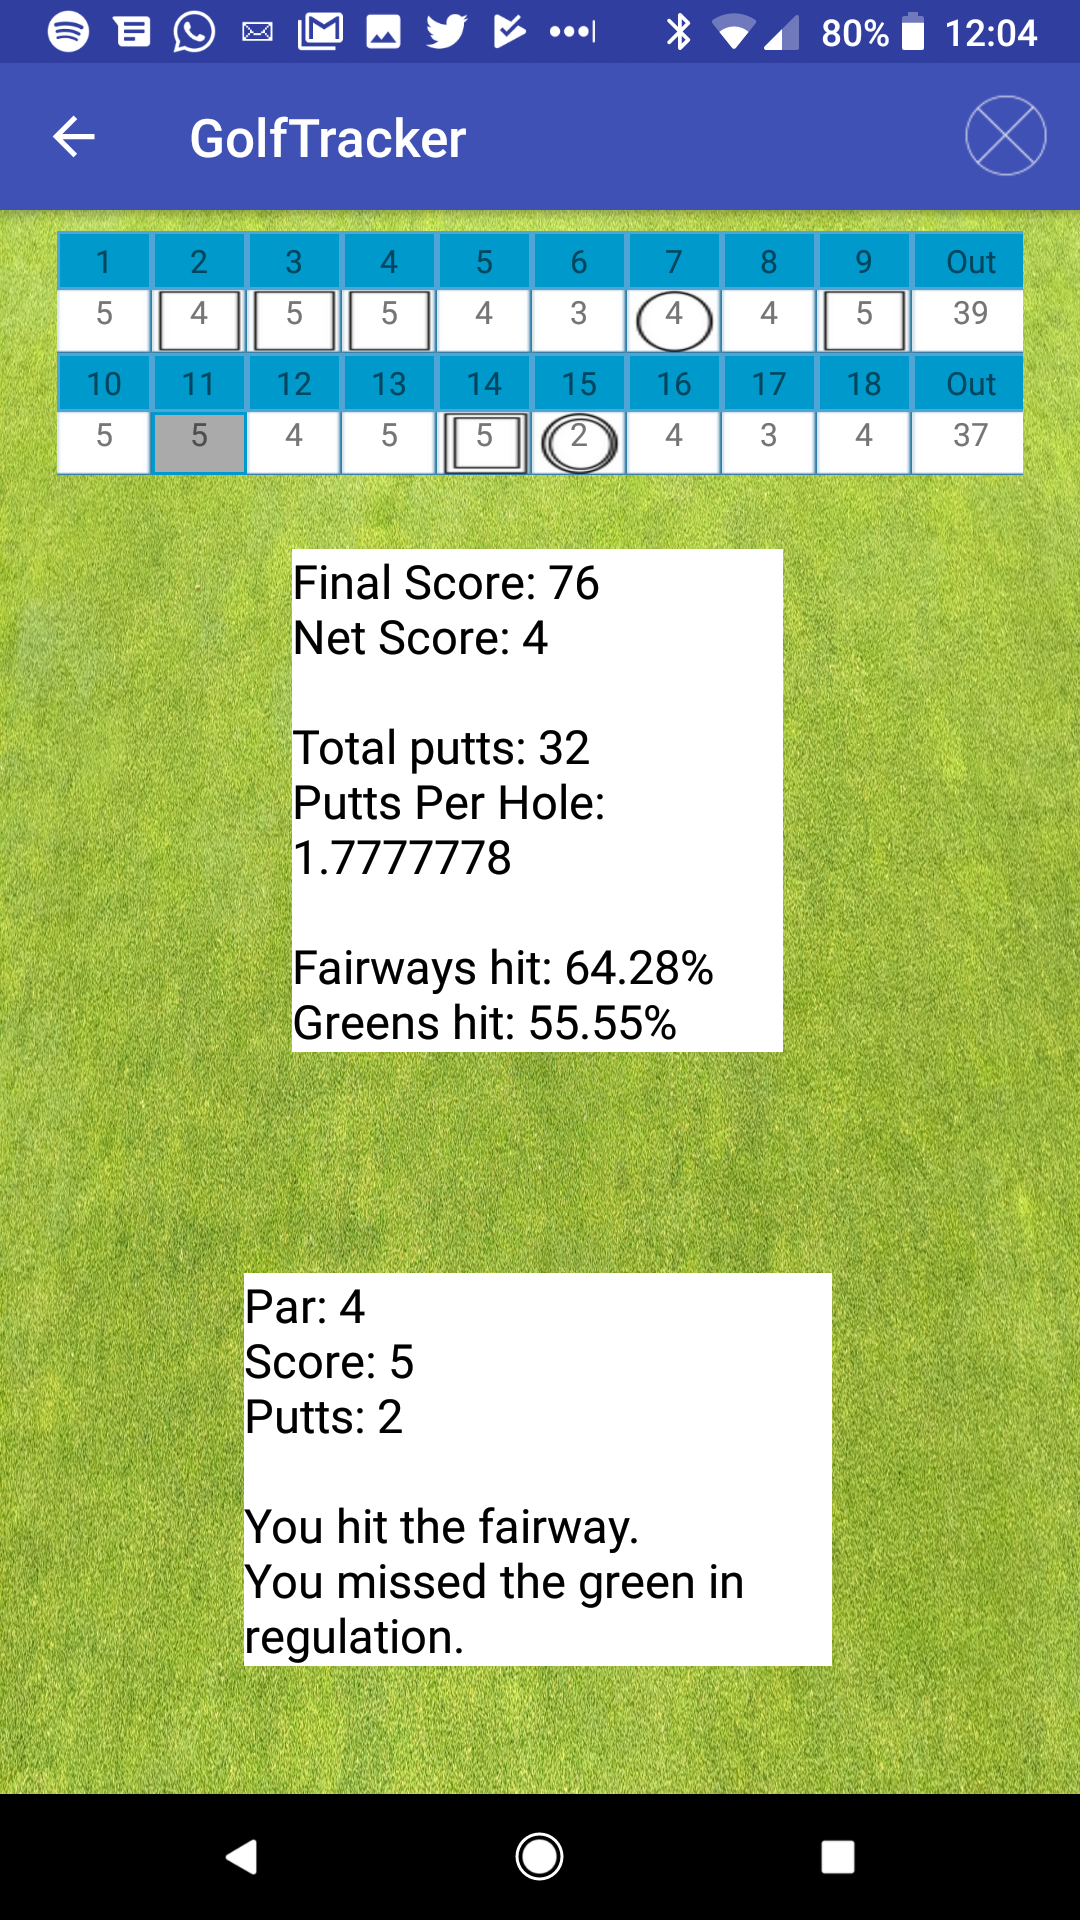 80% 12:04
GolfTracker
1 2 3 4 5 6 7 8 9 Out
5 4 5 5 4 3 4 4 5 39
10 11 12 13 14 15 16 17 18 Out
5 5 4 5 5 2 4 3 4 37
Final Score: 76
Net Score: 4
Total putts: 32
Putts Per Hole:
1.7777778
Fairways hit: 64.28%
Greens hit: 55.55%
Par: 4
Score: 5
Putts: 2
You hit the fairway.
You missed the green in
regulation.